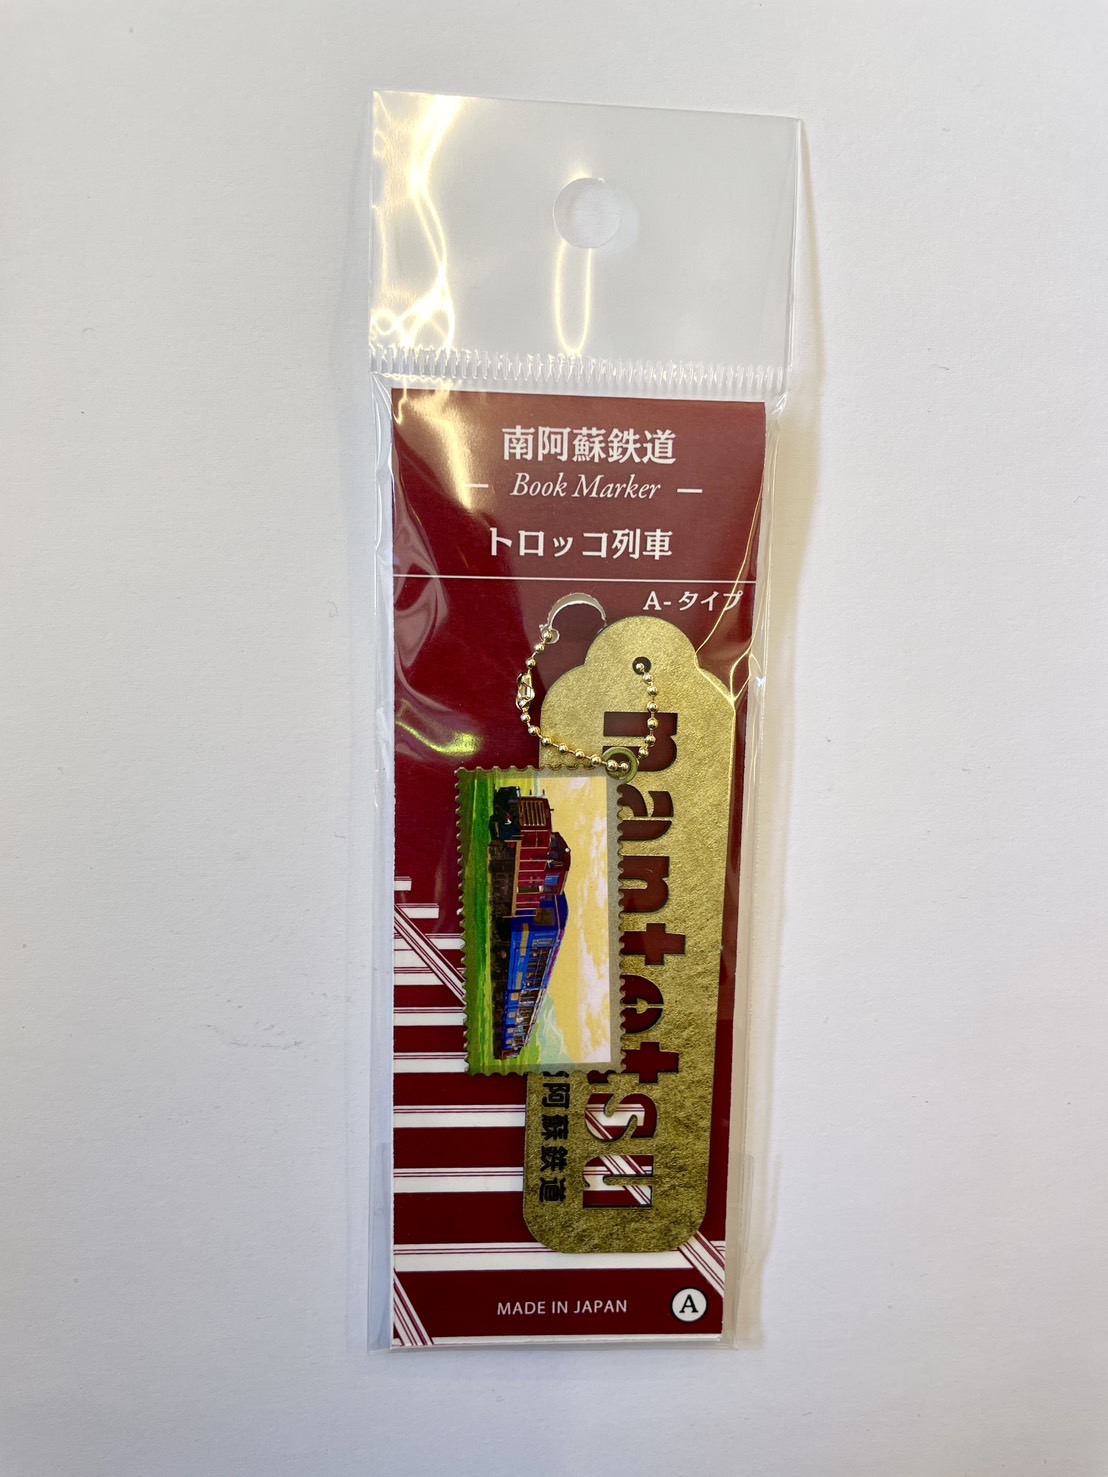 南阿蘇鉄道
Book Marker
トロッコ列車
A-タイプ
mantetsu
阿蘇鉄道
MADE IN JAPAN
A